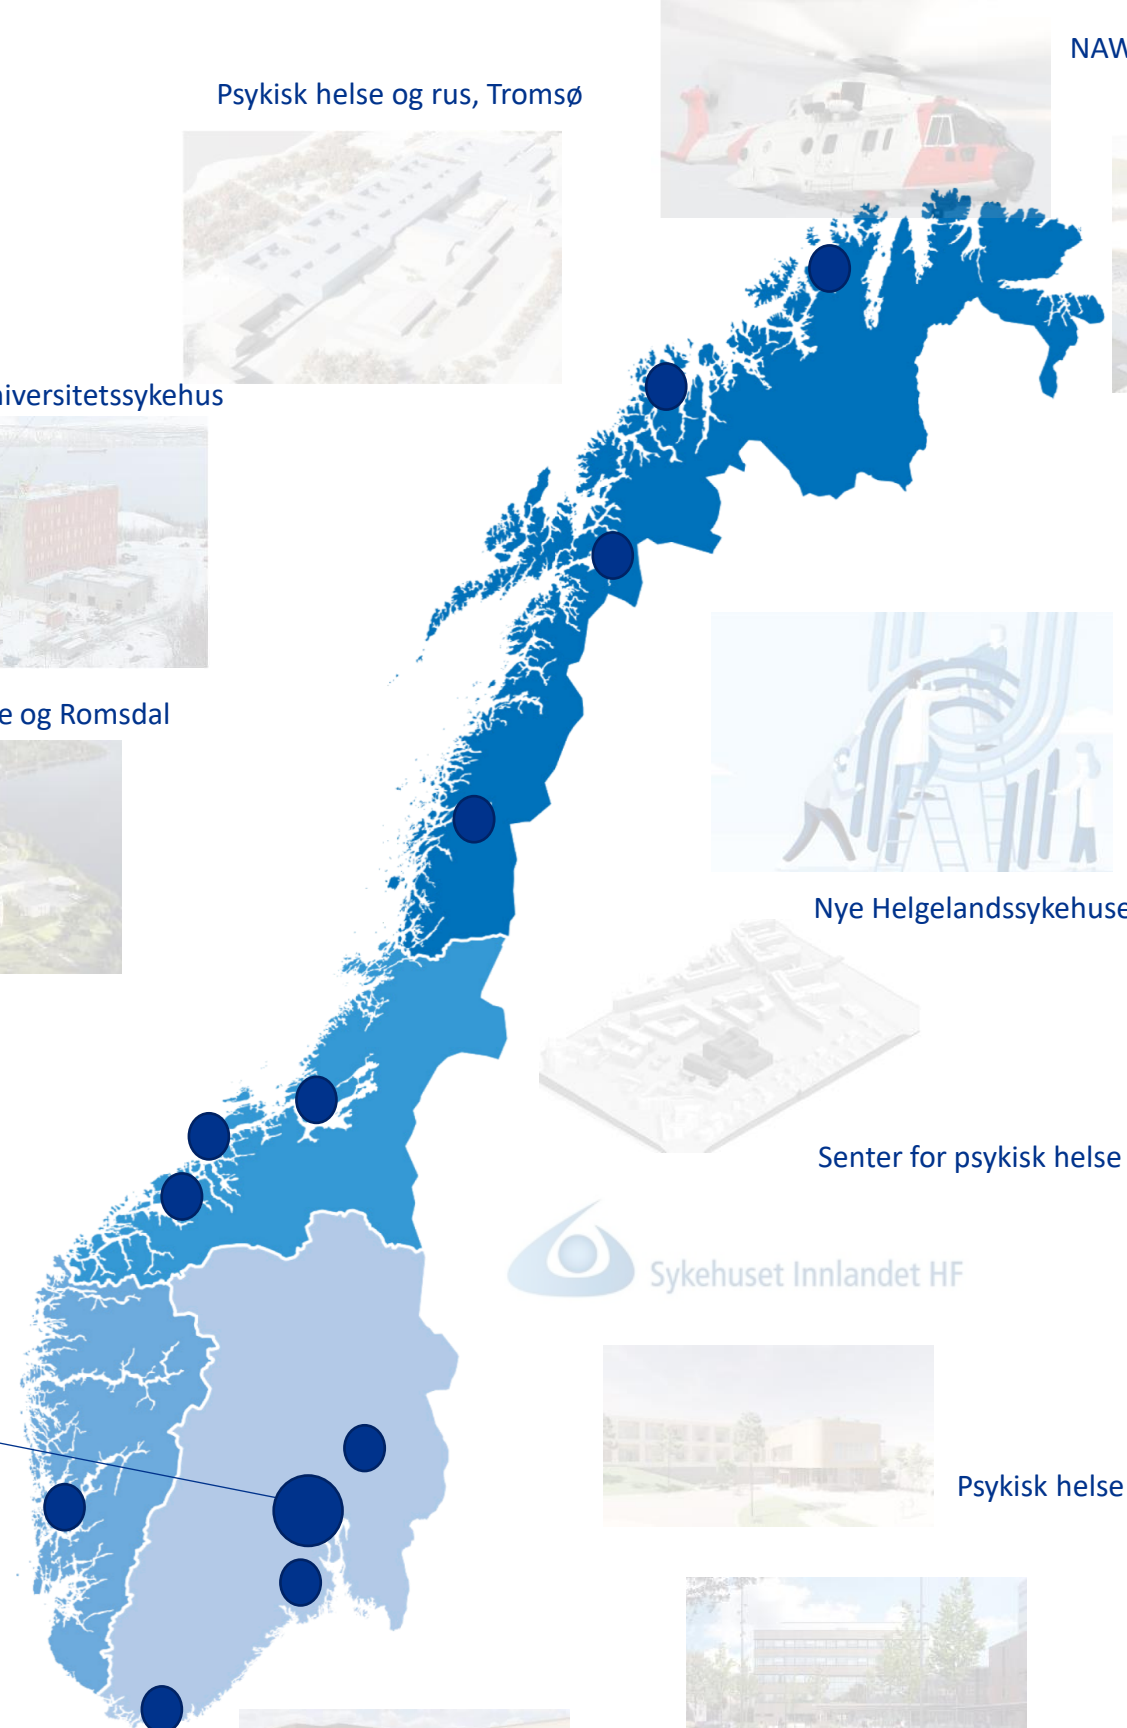 NAW
Psykisk helse og rus, Tromsø
niversitetssykehus
e og Romsdal
Nye Helgelandssykehuse
Senter for psykisk helse
Sykehuset Innlandet HF
Psykisk helse